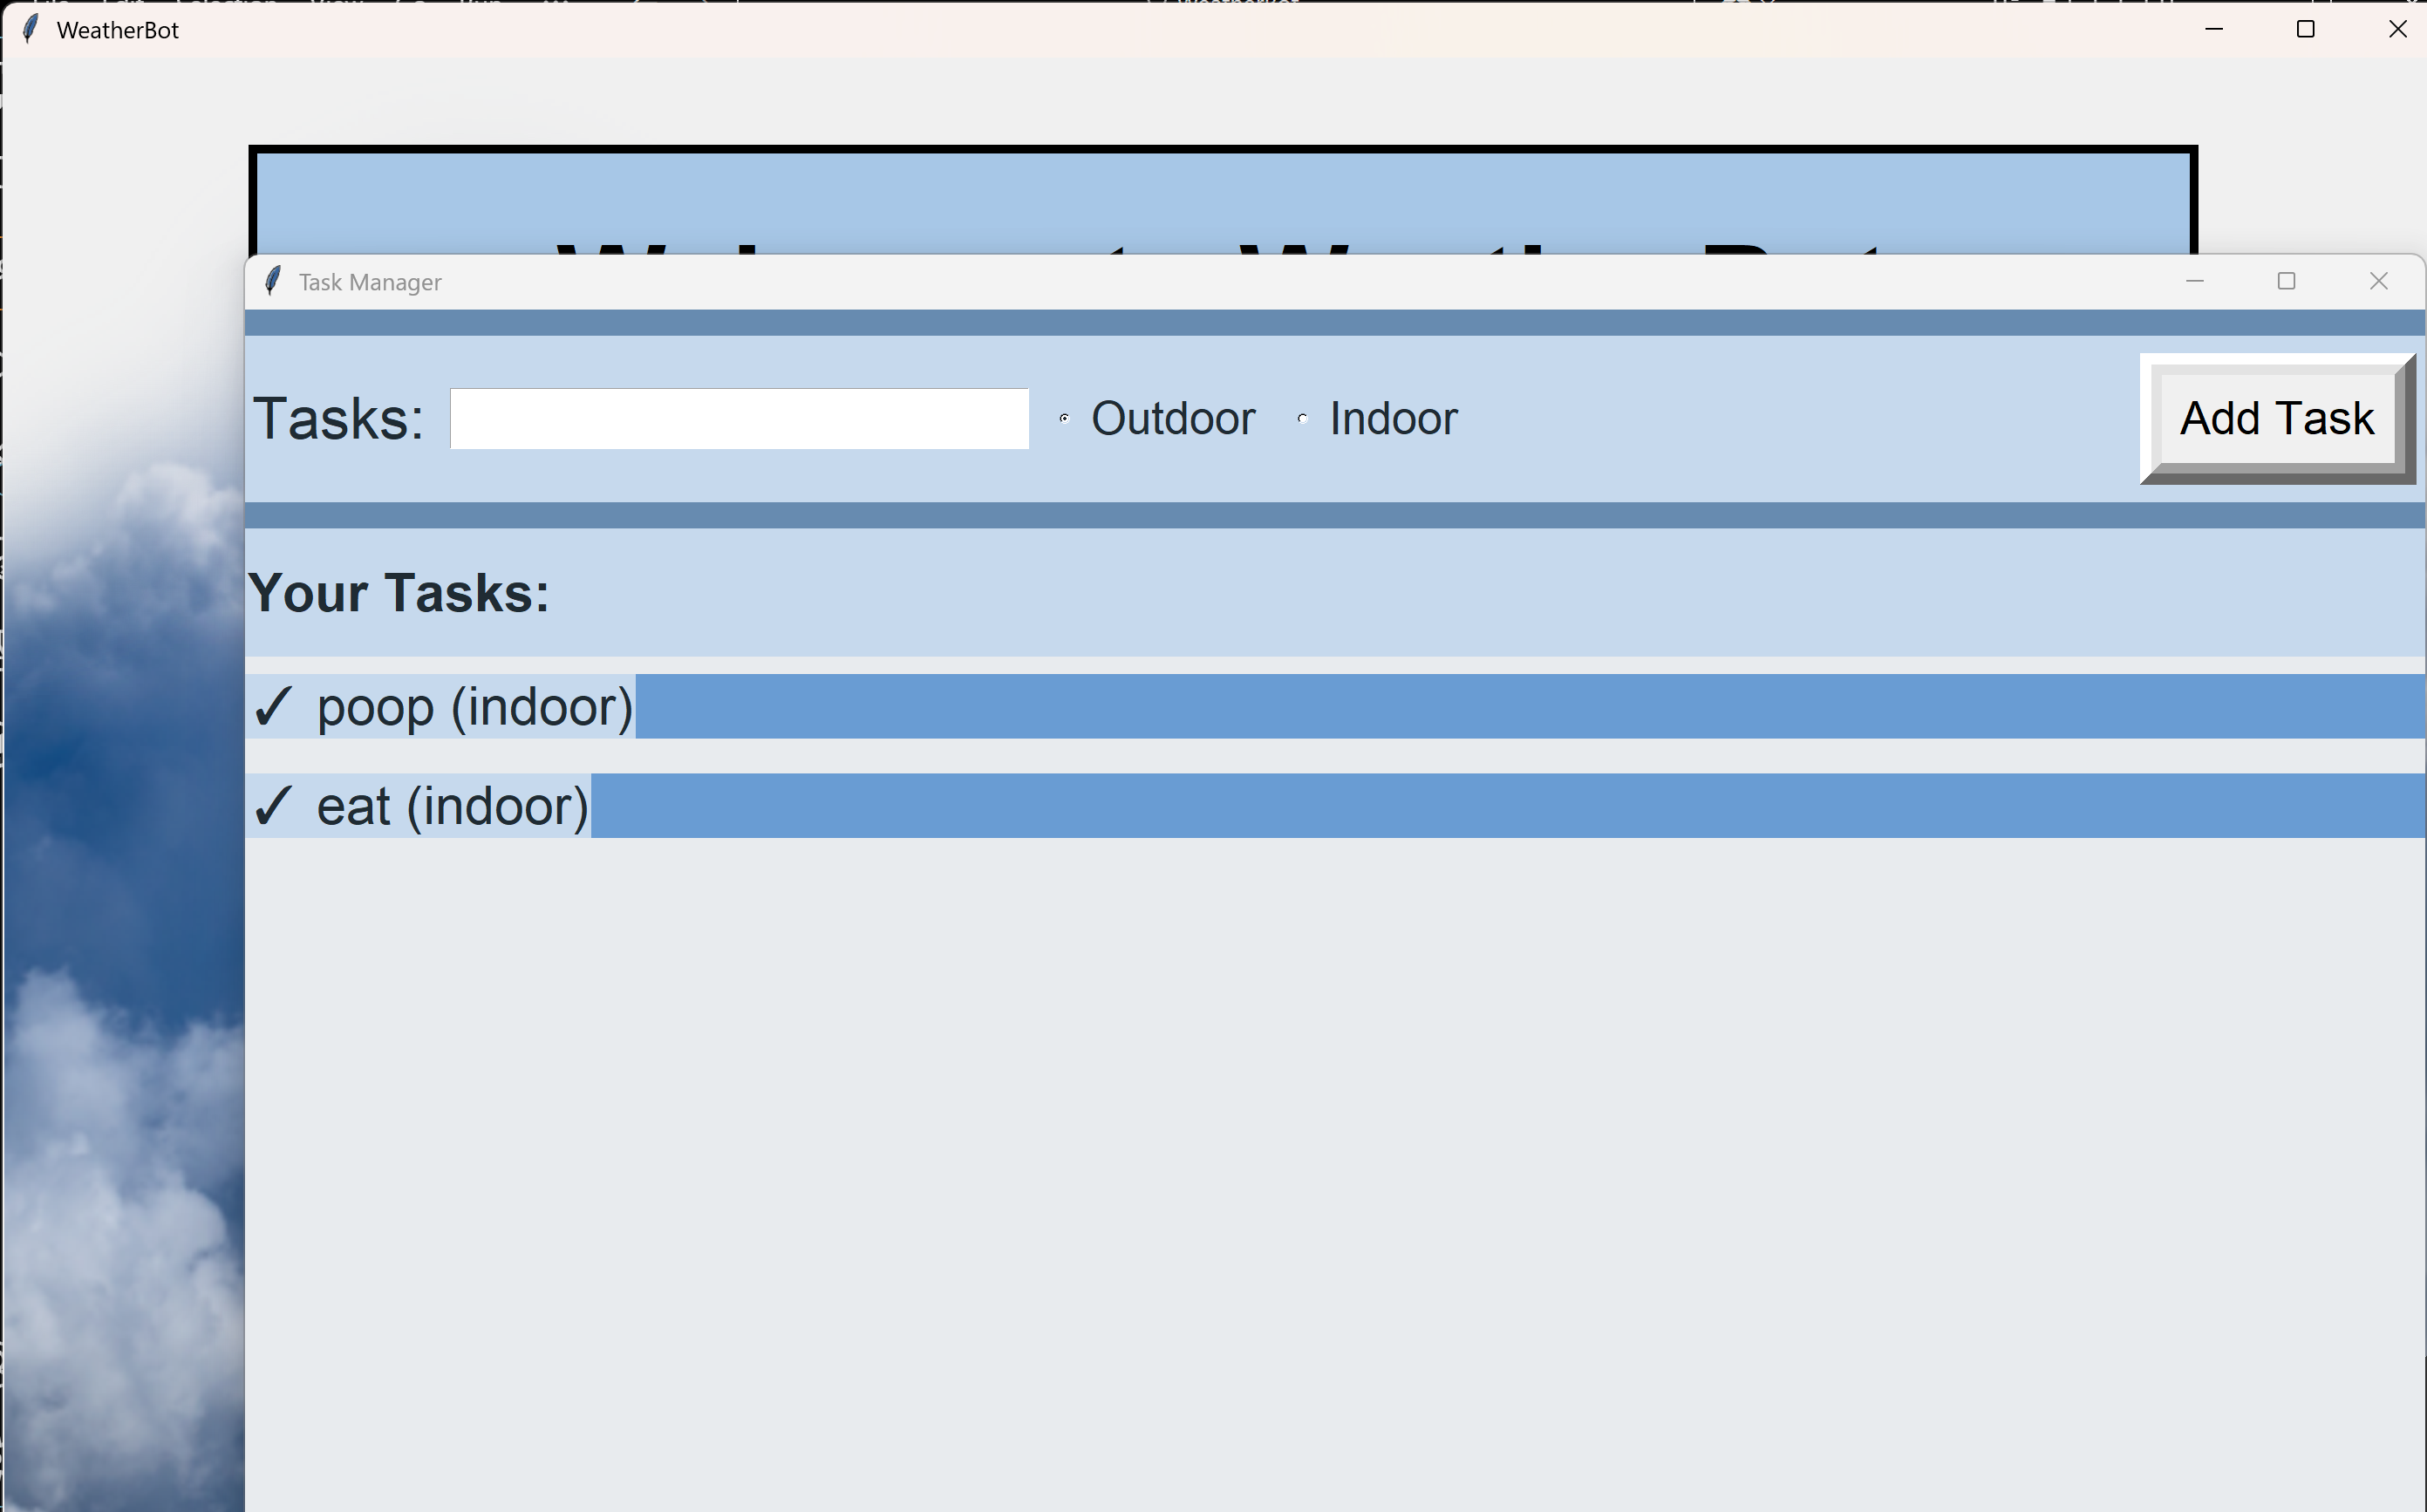 WeatherBot
Task Manager
Tasks: Outdoor Indoor Add Task
Your Tasks:
✓ poop (indoor)
✓ eat (indoor)